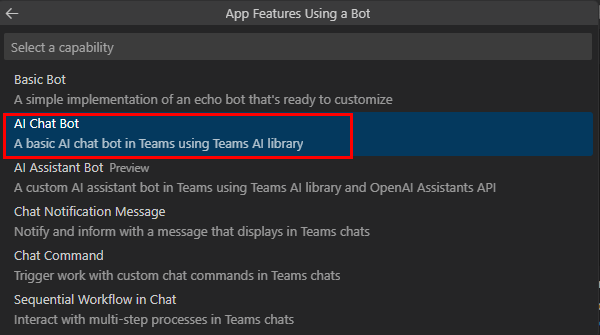 App Features Using a Bot
Select a capability
Basic Bot
A simple implementation of an echo bot that's ready to customize
AI Chat Bot
A basic AI chat bot in Teams using Teams AI library
AI Assistant Bot Preview
A custom AI assistant bot in Teams using Teams AI library and OpenAI Assistants API
Chat Notification Message
Notify and inform with a message that displays in Teams chats
Chat Command
Trigger work with custom chat commands in Teams chats
Sequential Workflow in Chat
Interact with multi-step processes in Teams chats